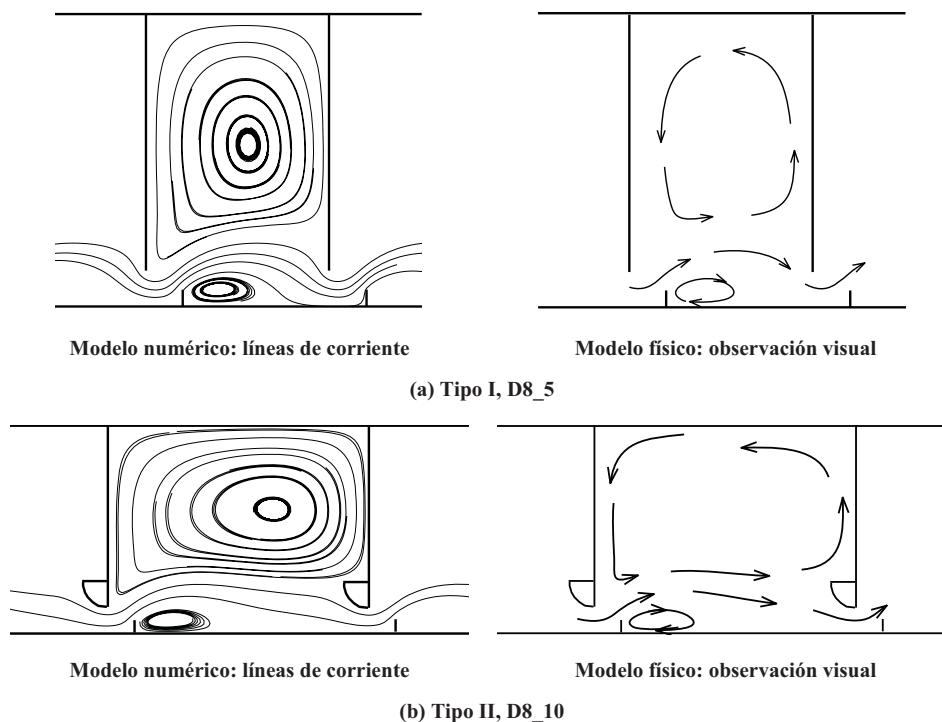 Modelo numérico: líneas de corriente
Modelo físico: observación visual
(a) Tipo I, D8_5
Modelo numérico: líneas de corriente
Modelo físico: observación visual
(b) Tipo II, D8_10